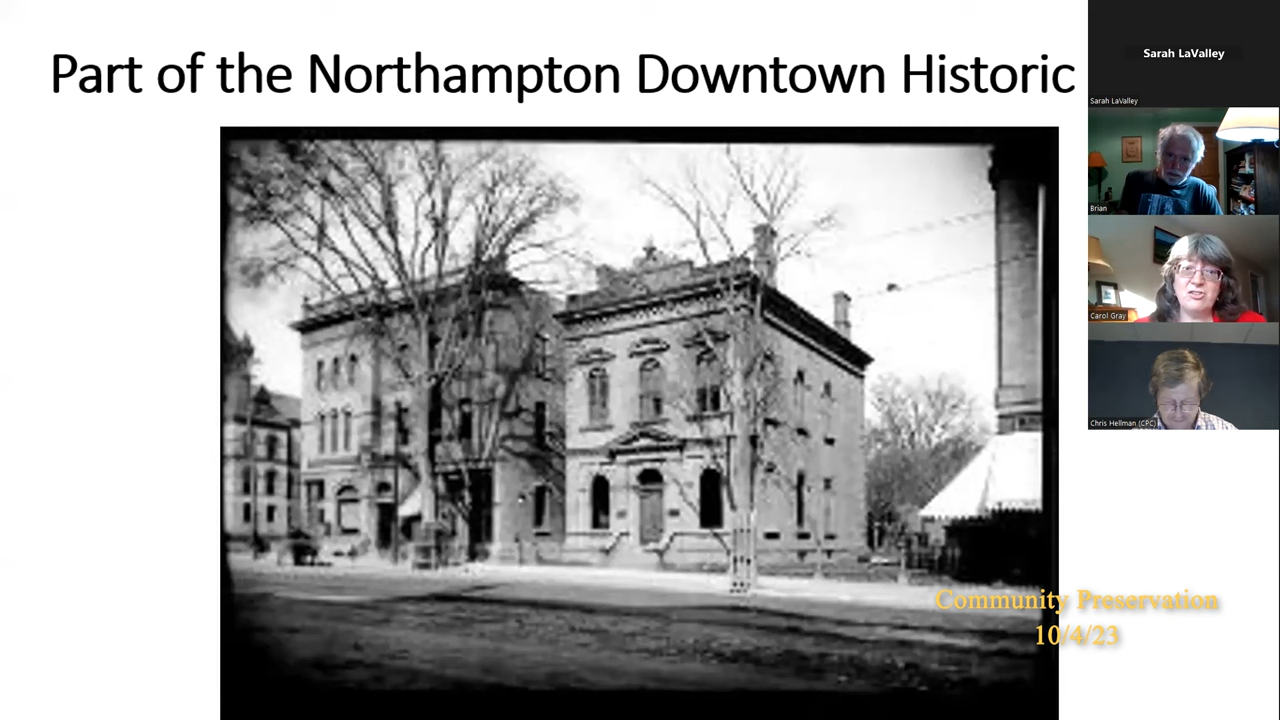 Part of the Northampton Downtown Historic
Sarah LaValley
Sarah LaValley
Brian
Carol Gray
Chris Hellman (CPC)
Community Preservation
10/4/23